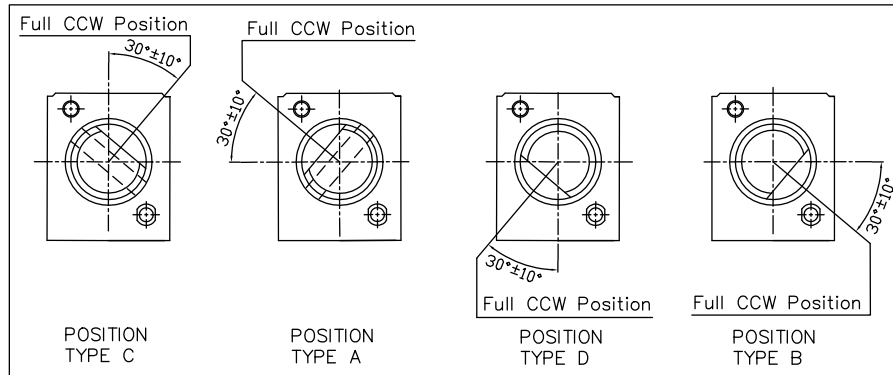 Full CCW Position
30°±10°
Full CCW Position
30°±10°
30°±10°
Full CCW Position
30°±10°
Full CCW Position
POSITION
TYPE C
POSITION
TYPE A
POSITION
TYPE D
POSITION
TYPE B